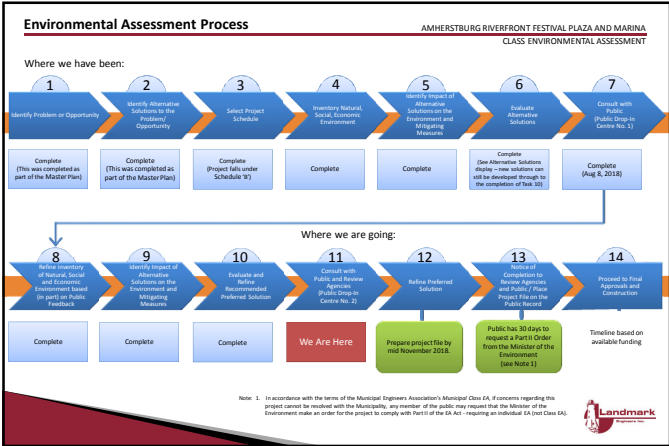 Environmental Assessment Process
AMHERSTBURG RIVERFRONT FESTIVAL PLAZA AND MARINA
CLASS ENVIRONMENTAL ASSESSMENT
Where we have been:
1
Identify Problem or Opportunity
2
Identify Alternative
Solutions to the
Problem/
Opportunity
3
Select Project
Schedule
4
Inventory Natural,
Social, Economic
Environment
5
Identify Impact of
Alternative
Solutions on the
Environment and
Mitigating
Measures
6
Evaluate
Alternative
Solutions
7
Consult with
Public
(Public Drop-In
Centre No. 1)
Complete
(This was completed as
part of the Master Plan)
Complete
(This was completed as
part of the Master Plan)
Complete
(Project falls under
Schedule 'B')
Complete
Complete
Complete
(See Alternative Solutions
display – new solutions can
still be developed through to
the completion of Task 10)
Complete
(Aug 8, 2018)
Where we are going:
8
Refine Inventory
of Natural, Social
and Economic
Environment based
(in part) on Public
Feedback
9
Identify Impact of
Alternative
Solutions on the
Environment and
Mitigating
Measures
10
Evaluate and
Refine
Recommended
Preferred Solution
11
Consult with
Public and Review
Agencies
(Public Drop-In
Centre No. 2)
12
Refine Preferred
Solution
13
Notice of
Completion to
Review Agencies
and Public / Place
Project File on the
Public Record
14
Proceed to Final
Approvals and
Construction
Complete
Complete
Complete
We Are Here
Prepare project file by
mid November 2018.
Public has 30 days to
request a Part II Order
from the Minister of the
Environment
(see Note 1)
Timeline based on
available funding
Note: 1. In accordance with the terms of the Municipal Engineers Association's Municipal Class EA, if concerns regarding this
project cannot be resolved with the Municipality, any member of the public may request that the Minister of the
Environment make an order for the project to comply with Part II of the EA Act - requiring an individual EA (not Class EA).
Landmark
Engineers Inc.